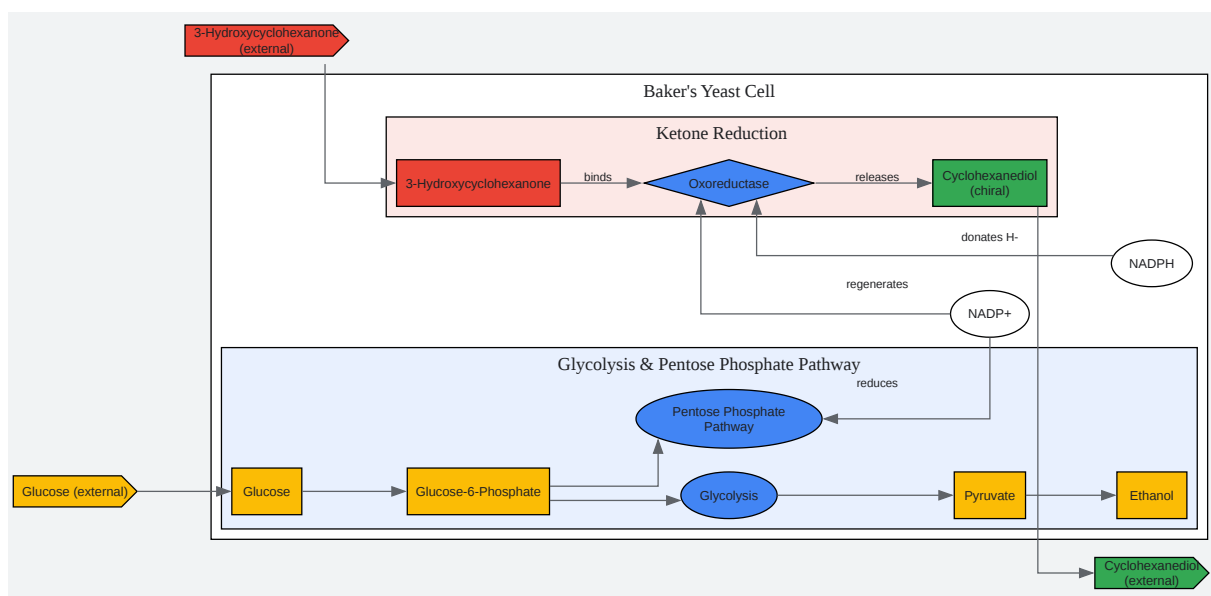 3-Hydroxycyclohexanone
(external)
Baker's Yeast Cell
Ketone Reduction
3-Hydroxycyclohexanone
binds
Oxoreductase
releases
Cyclohexanediol
(chiral)
donates H-
NADPH
regenerates
NADP+
Glycolysis & Pentose Phosphate Pathway
reduces
Pentose Phosphate
Pathway
Glucose (external)
Glucose
Glucose-6-Phosphate
Glycolysis
Pyruvate
Ethanol
Cyclohexanediol
(external)